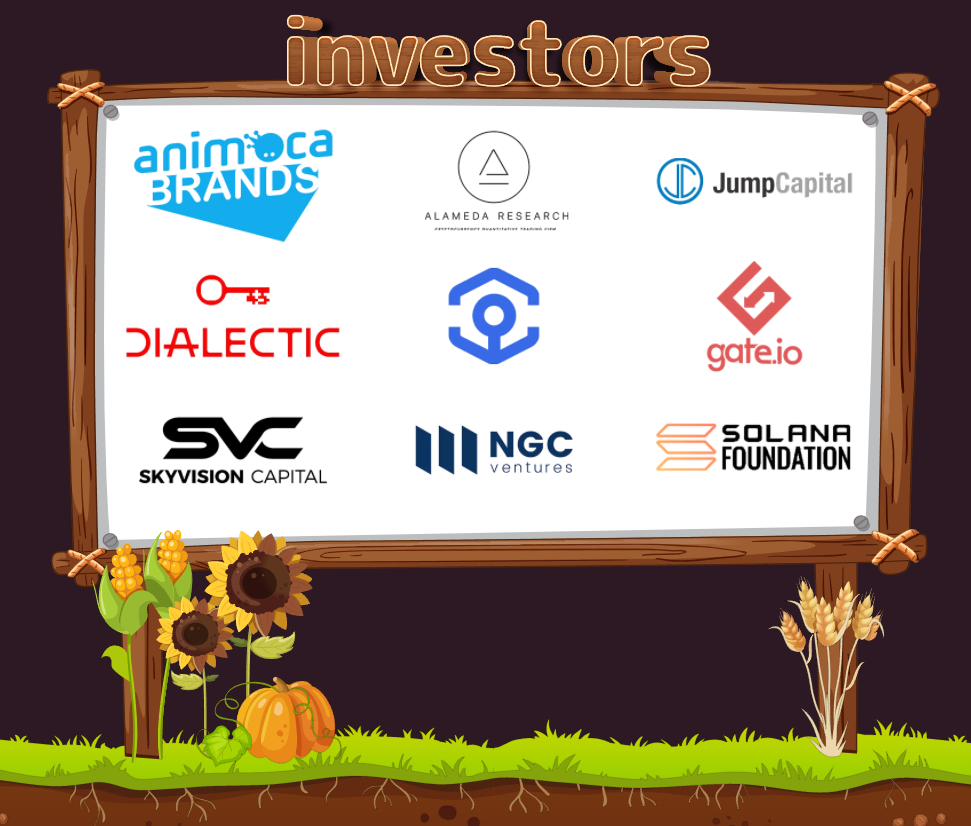 investors
animoca
BRANDS
ALAMEDA RESEARCH
CRYPTOCURRENCY QUANTITATIVE TRADING FIRM
JumpCapital
DIALECTIC
gate.io
SVC
SKYVISION CAPITAL
NGC
ventures
SOLANA
FOUNDATION